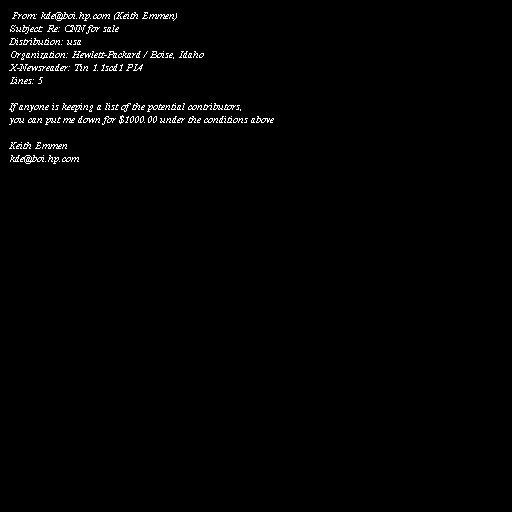 From: kde@boi.hp.com (Keith Emmen)
Subject: Re: CNN for sale
Distribution: usa
Organization: Hewlett-Packard / Boise, Idaho
X-Newsreader: Tin 1.1scd1 PL4
Lines: 5
If anyone is keeping a list of the potential contributors,
you can put me down for $1000.00 under the conditions above
Keith Emmen
kde@boi.hp.com